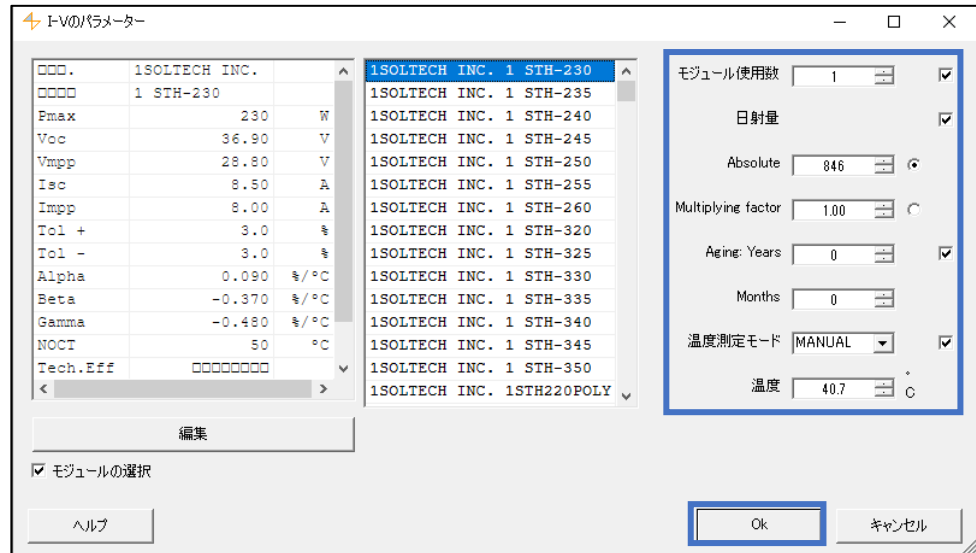 I-Vのパラメーター
□□□. 1SOLTECH INC.
□□□□ 1 STH-230
Pmax 230 W
Voc 36.90 V
Vmpp 28.80 V
Isc 8.50 A
Impp 8.00 A
Tol + 3.0 %
Tol - 3.0 %
Alpha 0.090 %/°C
Beta -0.370 %/°C
Gamma -0.480 %/°C
NOCT 50 °C
Tech.Eff □□□□□□□□
1SOLTECH INC. 1 STH-230
1SOLTECH INC. 1 STH-235
1SOLTECH INC. 1 STH-240
1SOLTECH INC. 1 STH-245
1SOLTECH INC. 1 STH-250
1SOLTECH INC. 1 STH-255
1SOLTECH INC. 1 STH-260
1SOLTECH INC. 1 STH-320
1SOLTECH INC. 1 STH-325
1SOLTECH INC. 1 STH-330
1SOLTECH INC. 1 STH-335
1SOLTECH INC. 1 STH-340
1SOLTECH INC. 1 STH-345
1SOLTECH INC. 1 STH-350
1SOLTECH INC. 1STH220POLY
モジュール使用数 1
日射量
Absolute 846
Multiplying factor 1.00
Aging: Years 0
Months 0
温度測定モード MANUAL
温度 40.7 °C
編集
モジュールの選択
ヘルプ
Ok
キャンセル